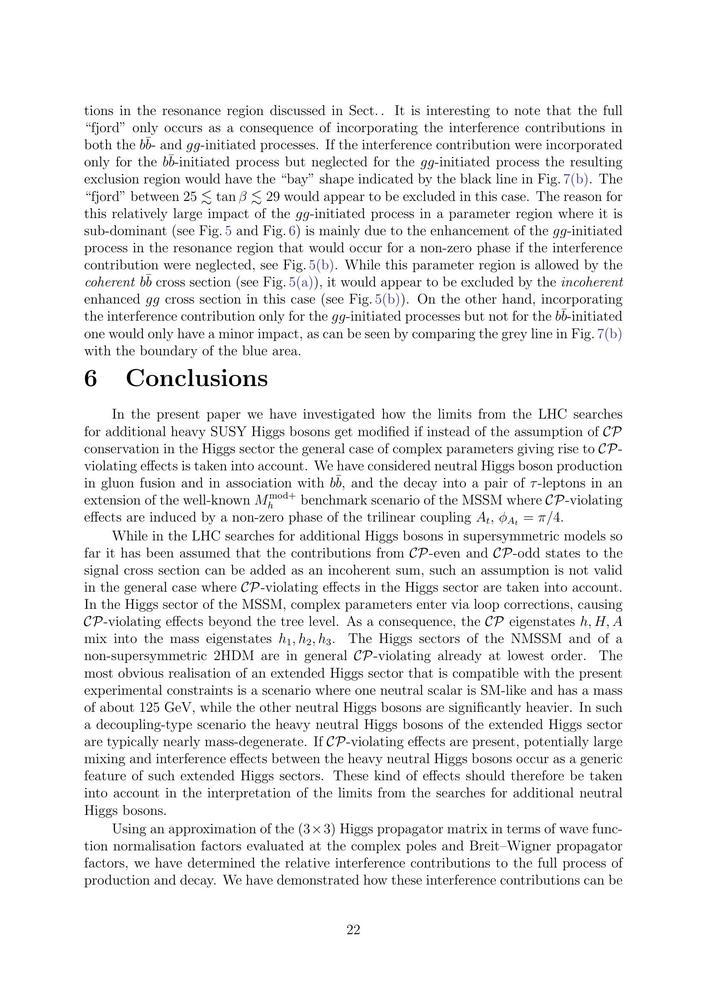 tions in the resonance region discussed in Sect.. It is interesting to note that the full
“fjord” only occurs as a consequence of incorporating the interference contributions in
both the bb̄- and gg-initiated processes. If the interference contribution were incorporated
only for the bb̄-initiated process but neglected for the gg-initiated process the resulting
exclusion region would have the “bay” shape indicated by the black line in Fig. 7(b). The
“fjord” between 25 ≲ tan β ≲ 29 would appear to be excluded in this case. The reason for
this relatively large impact of the gg-initiated process in a parameter region where it is
sub-dominant (see Fig. 5 and Fig. 6) is mainly due to the enhancement of the gg-initiated
process in the resonance region that would occur for a non-zero phase if the interference
contribution were neglected, see Fig. 5(b). While this parameter region is allowed by the
coherent bb̄ cross section (see Fig. 5(a)), it would appear to be excluded by the incoherent
enhanced gg cross section in this case (see Fig. 5(b)). On the other hand, incorporating
the interference contribution only for the gg-initiated processes but not for the bb̄-initiated
one would only have a minor impact, as can be seen by comparing the grey line in Fig. 7(b)
with the boundary of the blue area.
6 Conclusions
In the present paper we have investigated how the limits from the LHC searches
for additional heavy SUSY Higgs bosons get modified if instead of the assumption of 𝒞𝒫
conservation in the Higgs sector the general case of complex parameters giving rise to 𝒞𝒫-
violating effects is taken into account. We have considered neutral Higgs boson production
in gluon fusion and in association with bb̄, and the decay into a pair of τ-leptons in an
extension of the well-known M_h^{mod+} benchmark scenario of the MSSM where 𝒞𝒫-violating
effects are induced by a non-zero phase of the trilinear coupling A_t, ϕ_{A_t} = π/4.
While in the LHC searches for additional Higgs bosons in supersymmetric models so
far it has been assumed that the contributions from 𝒞𝒫-even and 𝒞𝒫-odd states to the
signal cross section can be added as an incoherent sum, such an assumption is not valid
in the general case where 𝒞𝒫-violating effects in the Higgs sector are taken into account.
In the Higgs sector of the MSSM, complex parameters enter via loop corrections, causing
𝒞𝒫-violating effects beyond the tree level. As a consequence, the 𝒞𝒫 eigenstates h, H, A
mix into the mass eigenstates h₁, h₂, h₃. The Higgs sectors of the NMSSM and of a
non-supersymmetric 2HDM are in general 𝒞𝒫-violating already at lowest order. The
most obvious realisation of an extended Higgs sector that is compatible with the present
experimental constraints is a scenario where one neutral scalar is SM-like and has a mass
of about 125 GeV, while the other neutral Higgs bosons are significantly heavier. In such
a decoupling-type scenario the heavy neutral Higgs bosons of the extended Higgs sector
are typically nearly mass-degenerate. If 𝒞𝒫-violating effects are present, potentially large
mixing and interference effects between the heavy neutral Higgs bosons occur as a generic
feature of such extended Higgs sectors. These kind of effects should therefore be taken
into account in the interpretation of the limits from the searches for additional neutral
Higgs bosons.
Using an approximation of the (3×3) Higgs propagator matrix in terms of wave func-
tion normalisation factors evaluated at the complex poles and Breit–Wigner propagator
factors, we have determined the relative interference contributions to the full process of
production and decay. We have demonstrated how these interference contributions can be
22